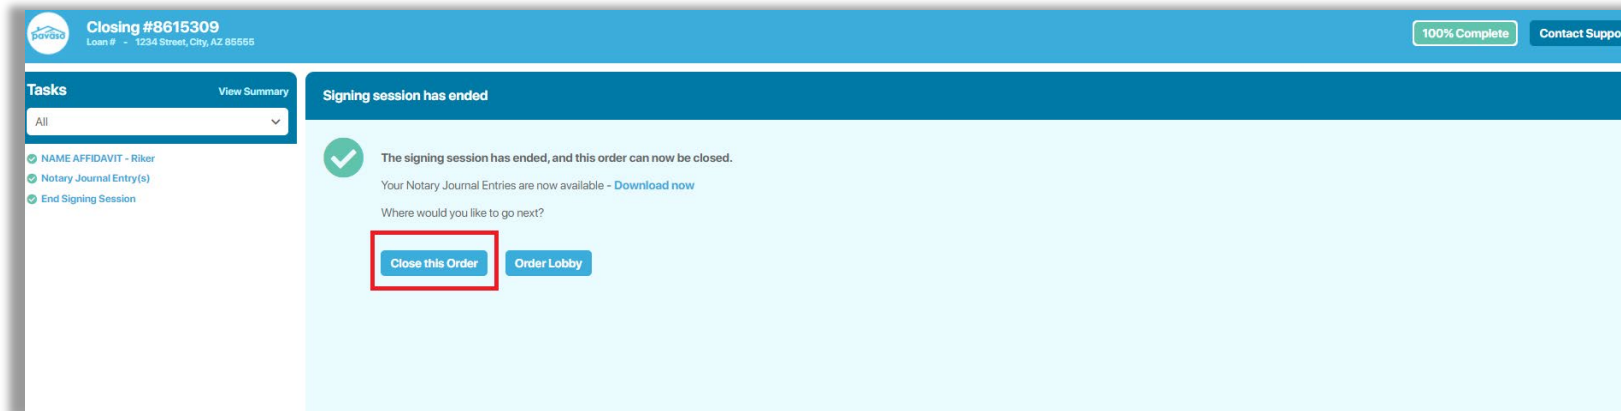 pavaso
Closing #8615309
Loan # - 1234 Street, City, AZ 85555
100% Complete
Contact Suppo
Tasks
View Summary
All
NAME AFFIDAVIT - Riker
Notary Journal Entry(s)
End Signing Session
Signing session has ended
The signing session has ended, and this order can now be closed.
Your Notary Journal Entries are now available - Download now
Where would you like to go next?
Close this Order
Order Lobby